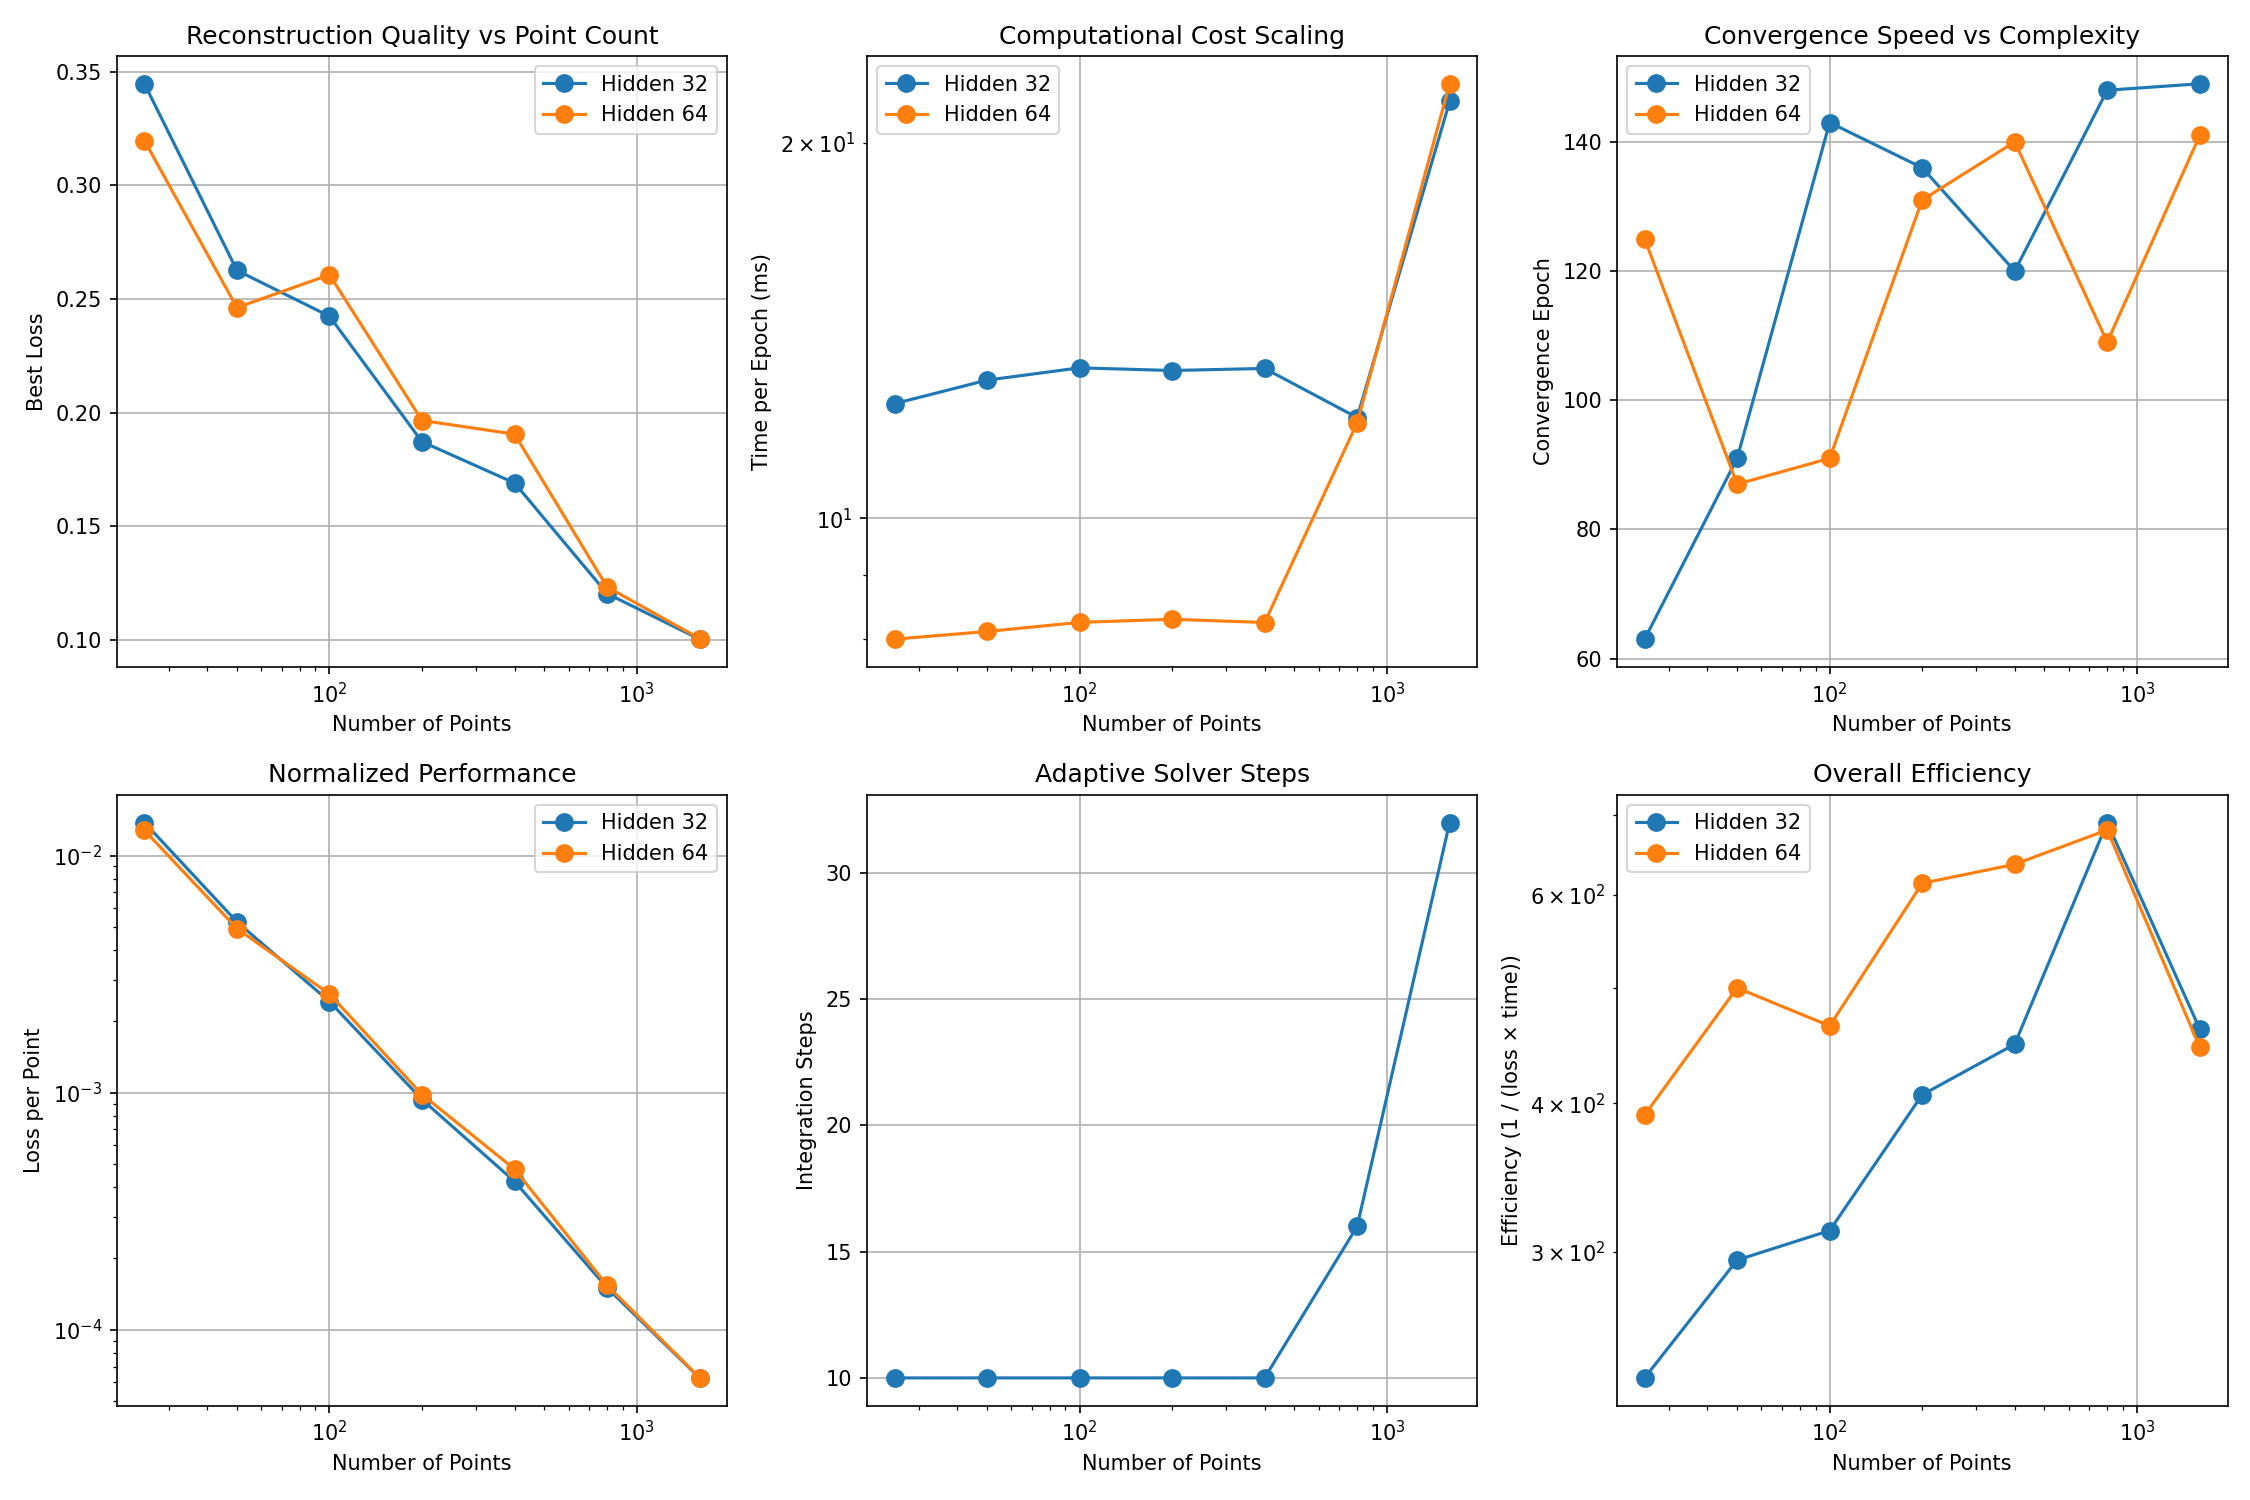 Reconstruction Quality vs Point Count
Best Loss
0.35
0.30
0.25
0.20
0.15
0.10
Hidden 32
Hidden 64
10²
10³
Number of Points
Computational Cost Scaling
Time per Epoch (ms)
2 × 10¹
10¹
Hidden 32
Hidden 64
10²
10³
Number of Points
Convergence Speed vs Complexity
Convergence Epoch
140
120
100
80
60
Hidden 32
Hidden 64
10²
10³
Number of Points
Normalized Performance
Loss per Point
10⁻²
10⁻³
10⁻⁴
Hidden 32
Hidden 64
10²
10³
Number of Points
Adaptive Solver Steps
Integration Steps
30
25
20
15
10
10²
10³
Number of Points
Overall Efficiency
Efficiency (1 / (loss × time))
6 × 10²
4 × 10²
3 × 10²
Hidden 32
Hidden 64
10²
10³
Number of Points